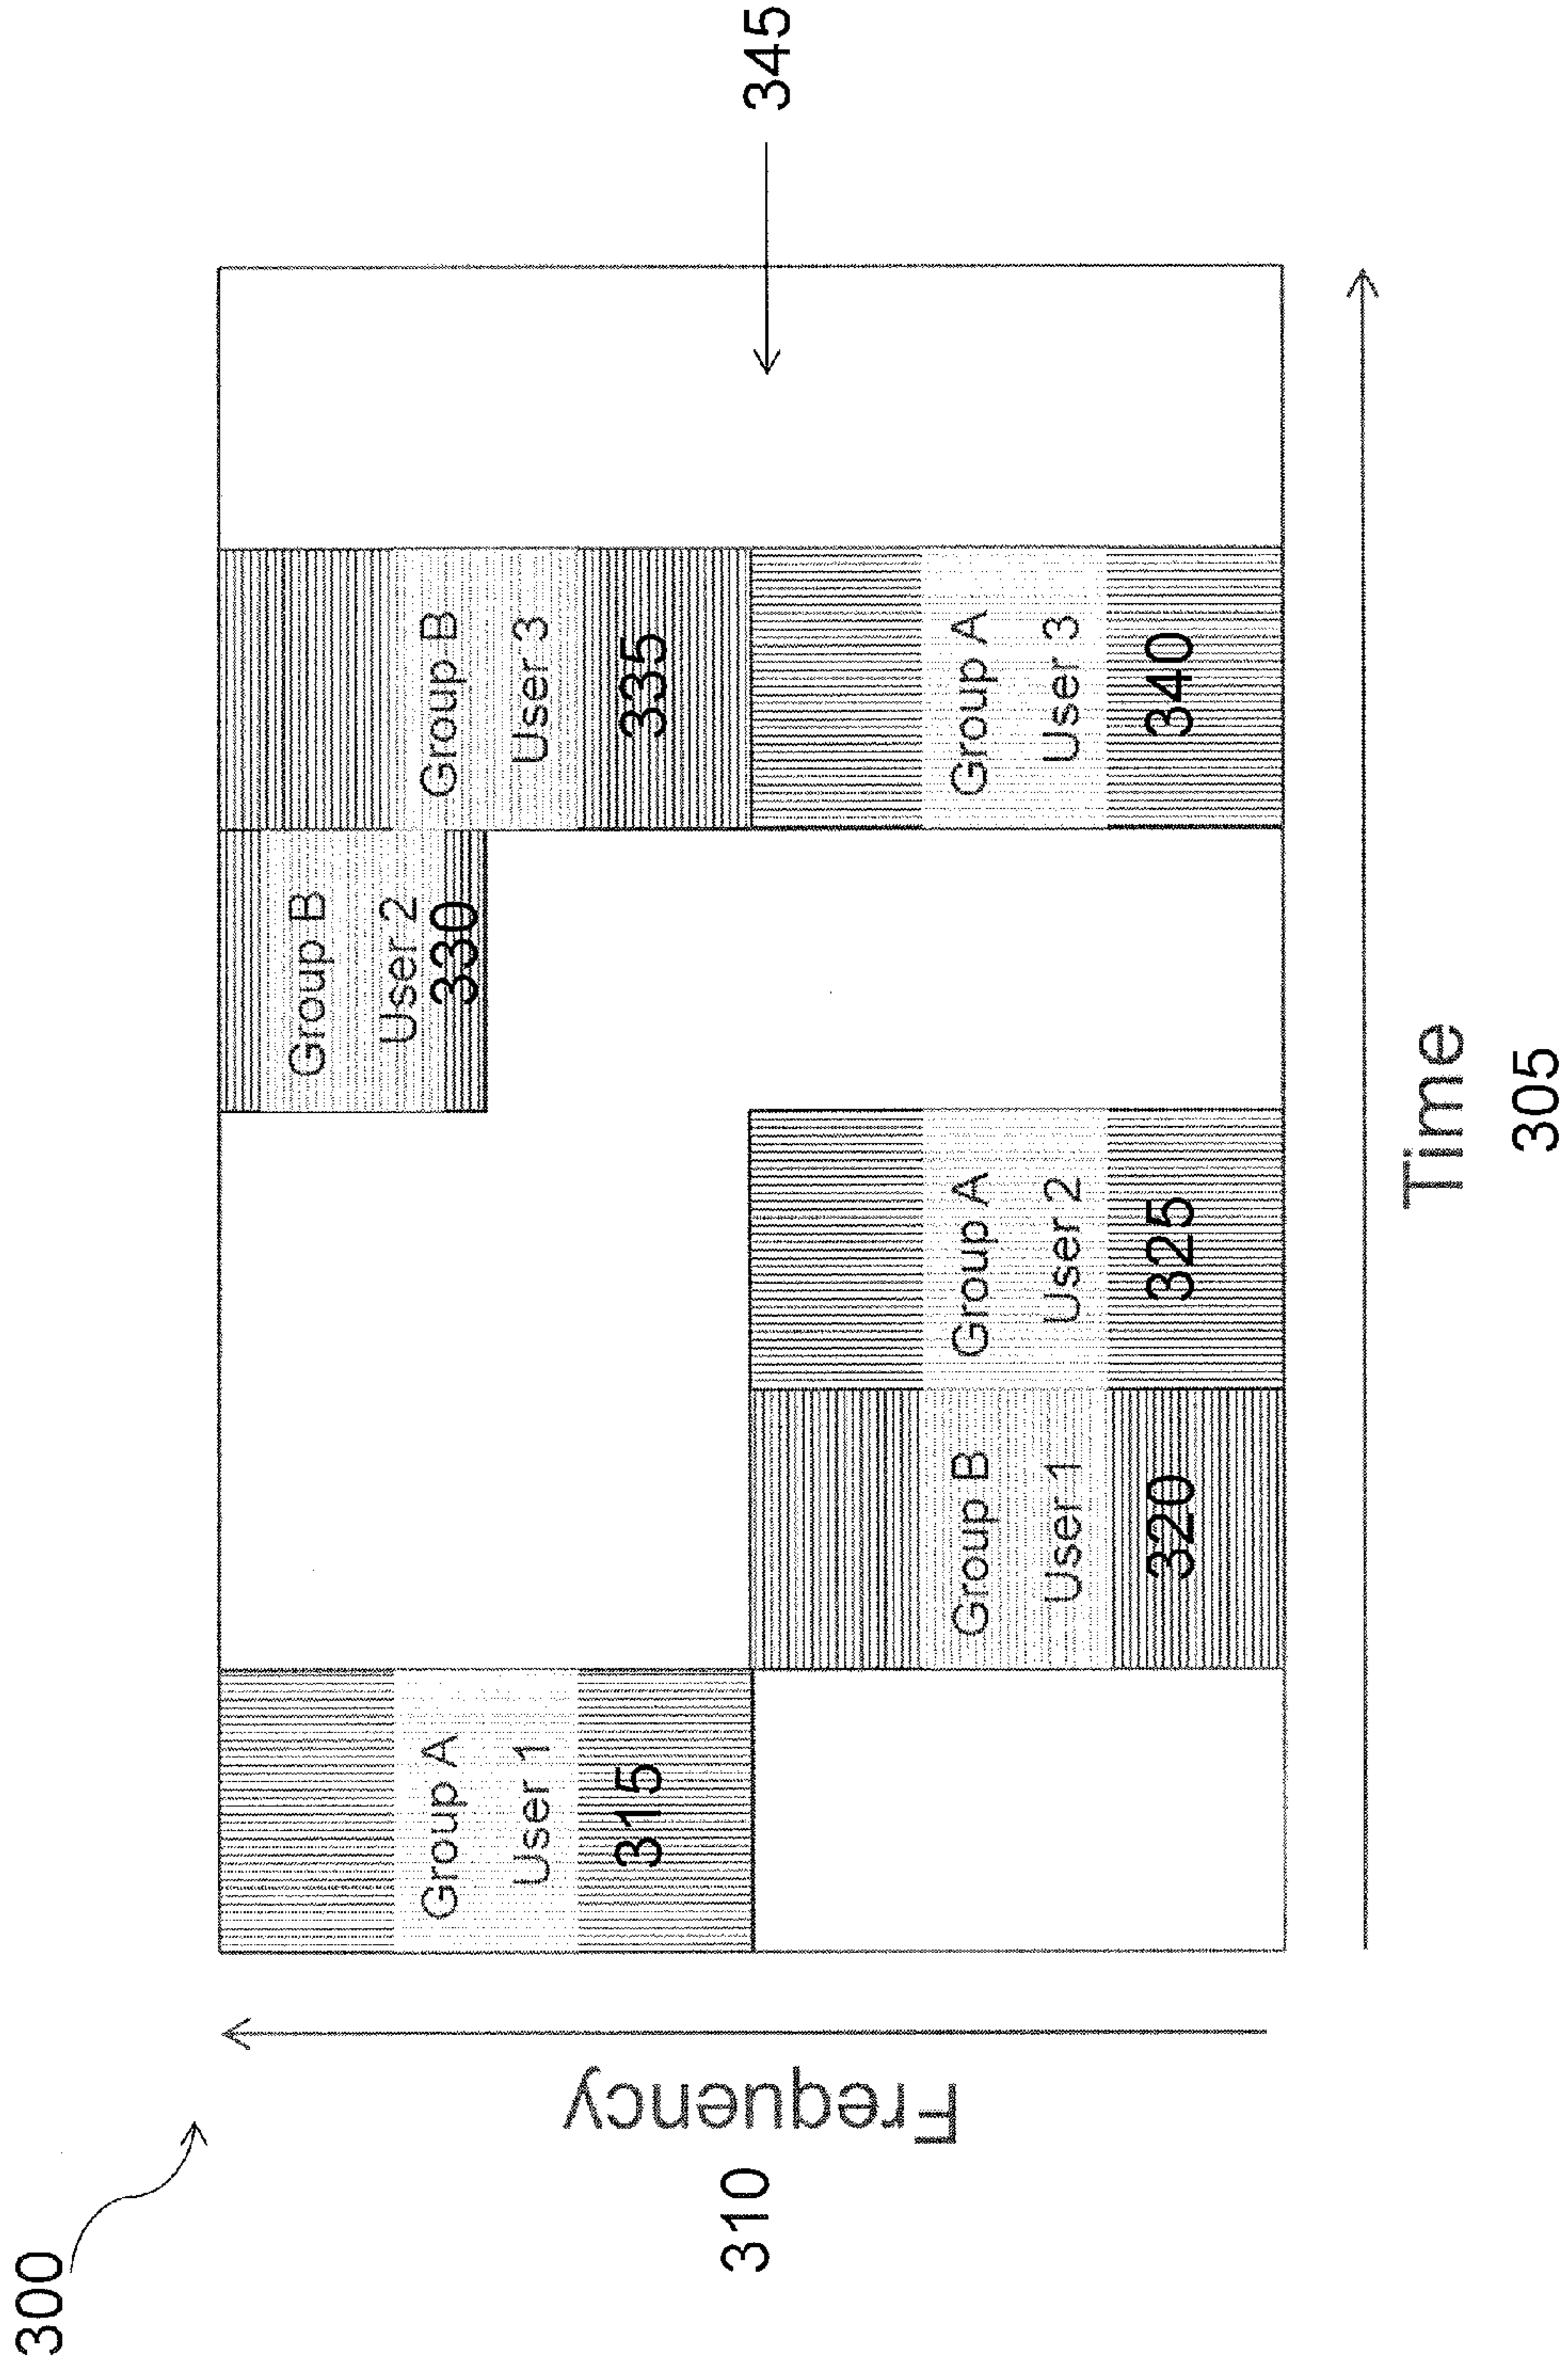 300
310
Frequency
Group A
User 1
315
Group B
User 1
320
Group A
User 2
325
Group B
User 2
330
Group B
User 3
335
Group A
User 3
340
345
Time
305